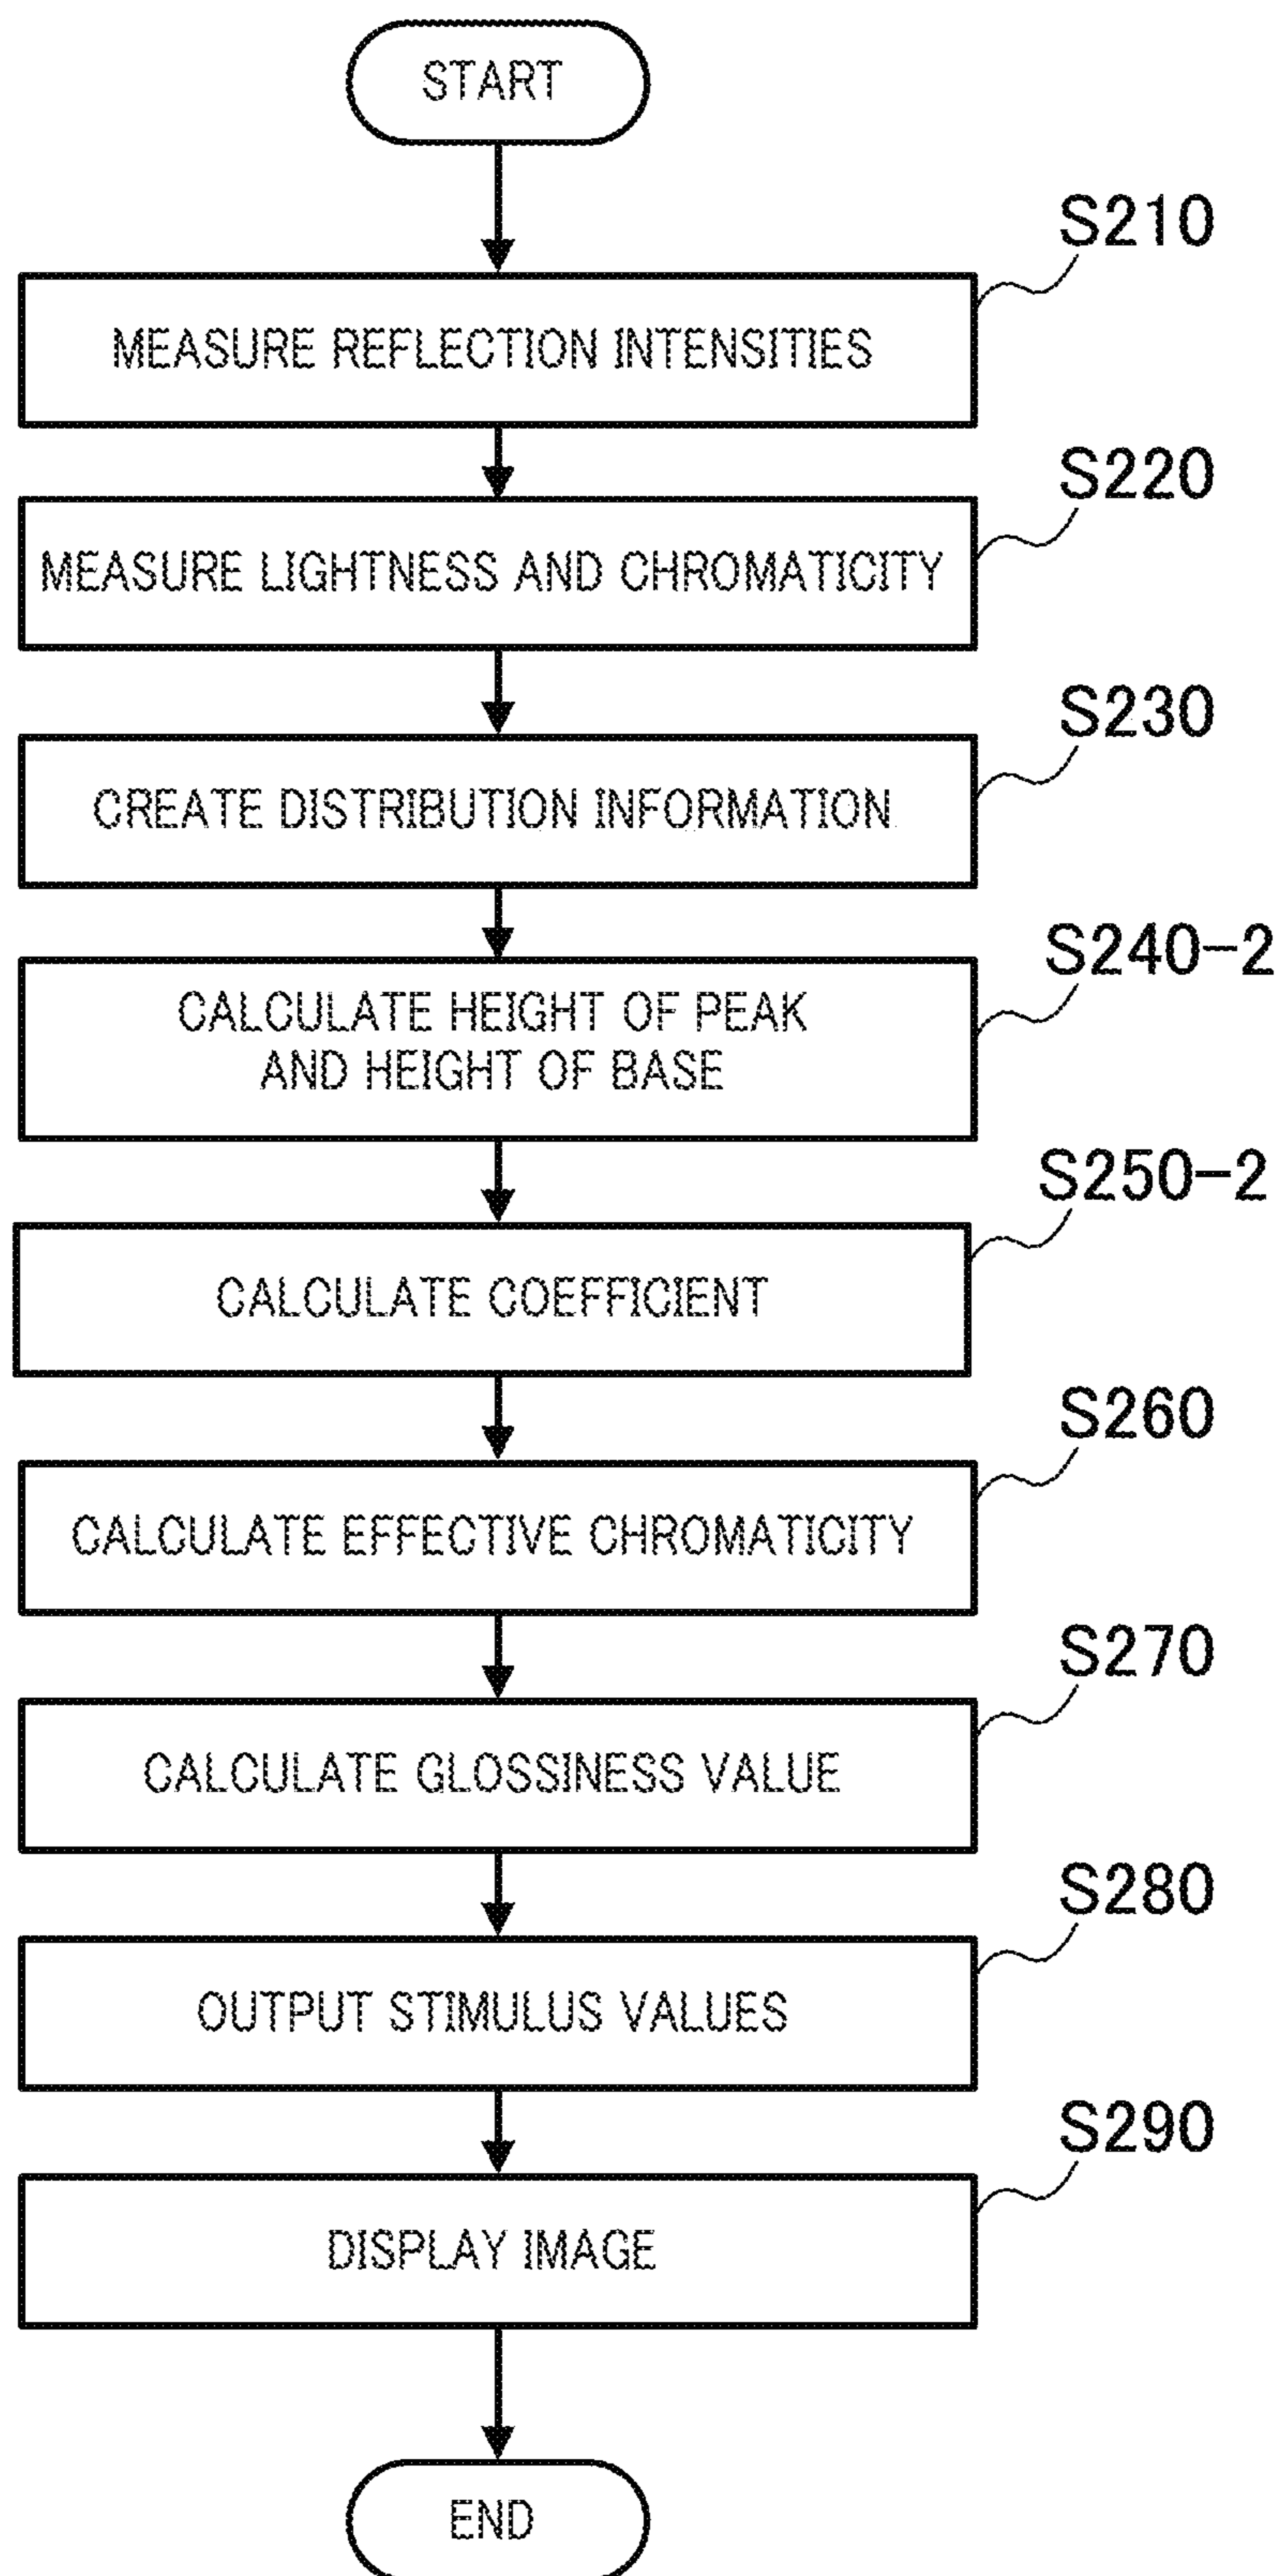 START
S210
MEASURE REFLECTION INTENSITIES
S220
MEASURE LIGHTNESS AND CHROMATICITY
S230
CREATE DISTRIBUTION INFORMATION
S240-2
CALCULATE HEIGHT OF PEAK
AND HEIGHT OF BASE
S250-2
CALCULATE COEFFICIENT
S260
CALCULATE EFFECTIVE CHROMATICITY
S270
CALCULATE GLOSSINESS VALUE
S280
OUTPUT STIMULUS VALUES
S290
DISPLAY IMAGE
END